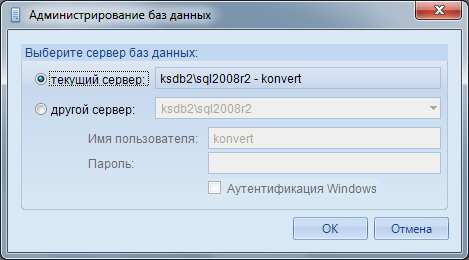 Администрирование баз данных
Выберите сервер баз данных:
текущий сервер: ksdb2\sql2008r2 - konvert
другой сервер: ksdb2\sql2008r2
Имя пользователя: konvert
Пароль:
Аутентификация Windows
OK Отмена